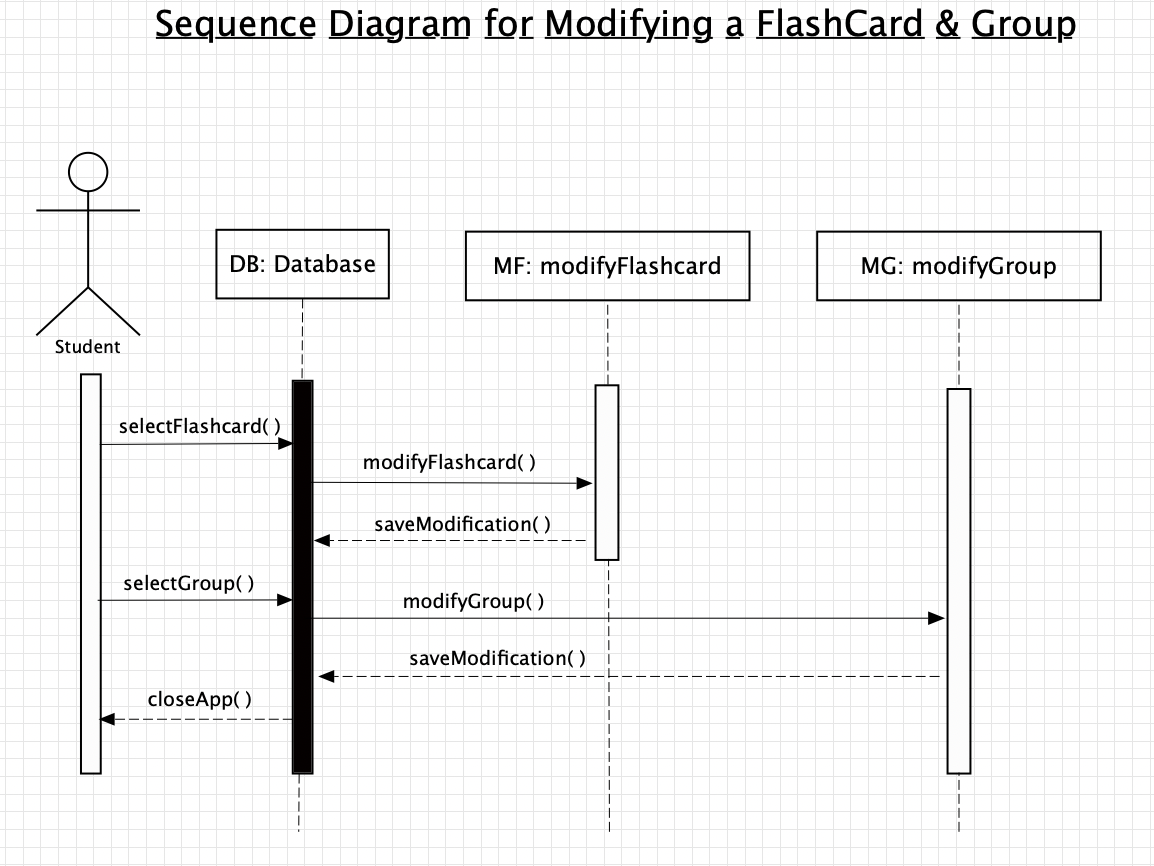 Sequence Diagram for Modifying a FlashCard & Group
Student
DB: Database
MF: modifyFlashcard
MG: modifyGroup
selectFlashcard( )
modifyFlashcard( )
saveModification( )
selectGroup( )
modifyGroup( )
saveModification( )
closeApp( )